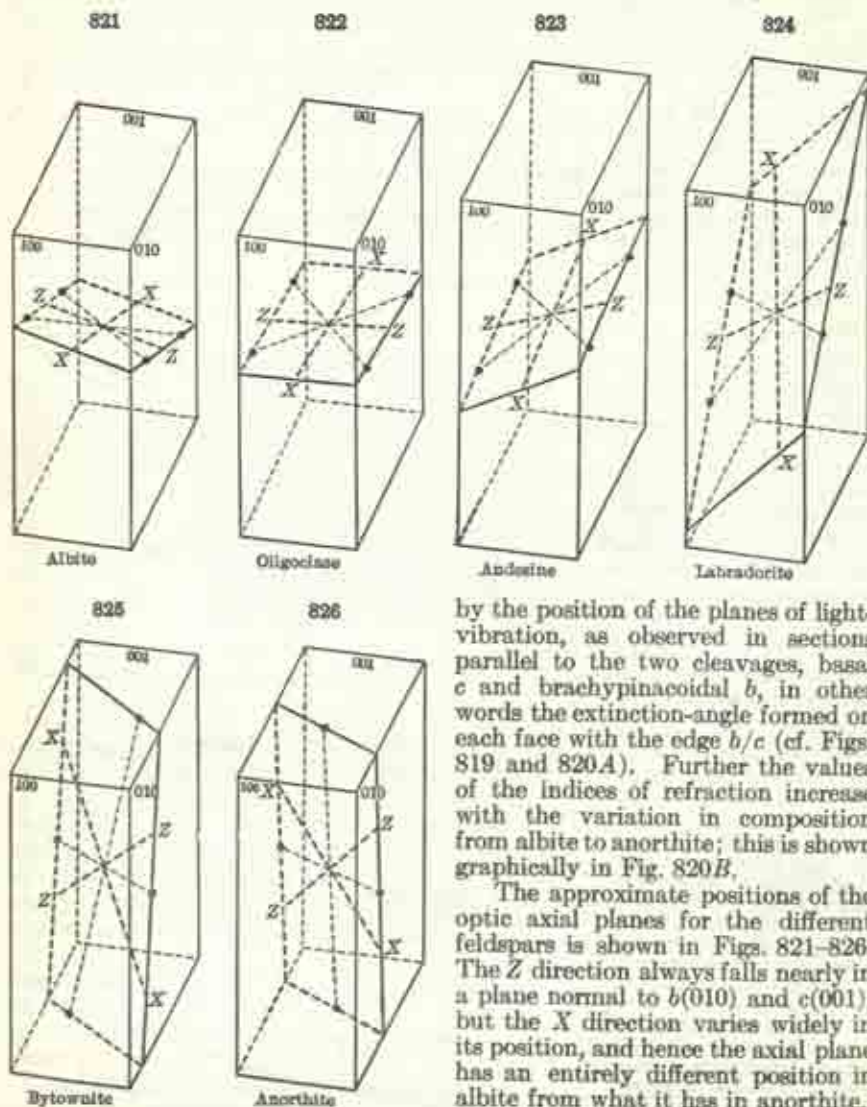 821 822 823 824
001 001 001 001
100 010 100 010 100 010 100 010
X X X X
Z Z Z Z
Z Z Z Z
X X X X
Albite Oligoclase Andesine Labradorite
825 826
001 001
100 010 100 010
X X
Z Z
Z Z
X X
Bytownite Anorthite
by the position of the planes of light-
vibration, as observed in section
parallel to the two cleavages, basa
c and brachypinacoidal b, in other
words the extinction-angle formed on
each face with the edge b/c (cf. Figs
819 and 820A). Further the value
of the indices of refraction increase
with the variation in composition
from albite to anorthite; this is shown
graphically in Fig. 820B.
The approximate positions of the
optic axial planes for the different
feldspars is shown in Figs. 821–826
The Z direction always falls nearly in
a plane normal to b(010) and c(001)
but the X direction varies widely in
its position, and hence the axial plane
has an entirely different position in
albite from what it has in anorthite.